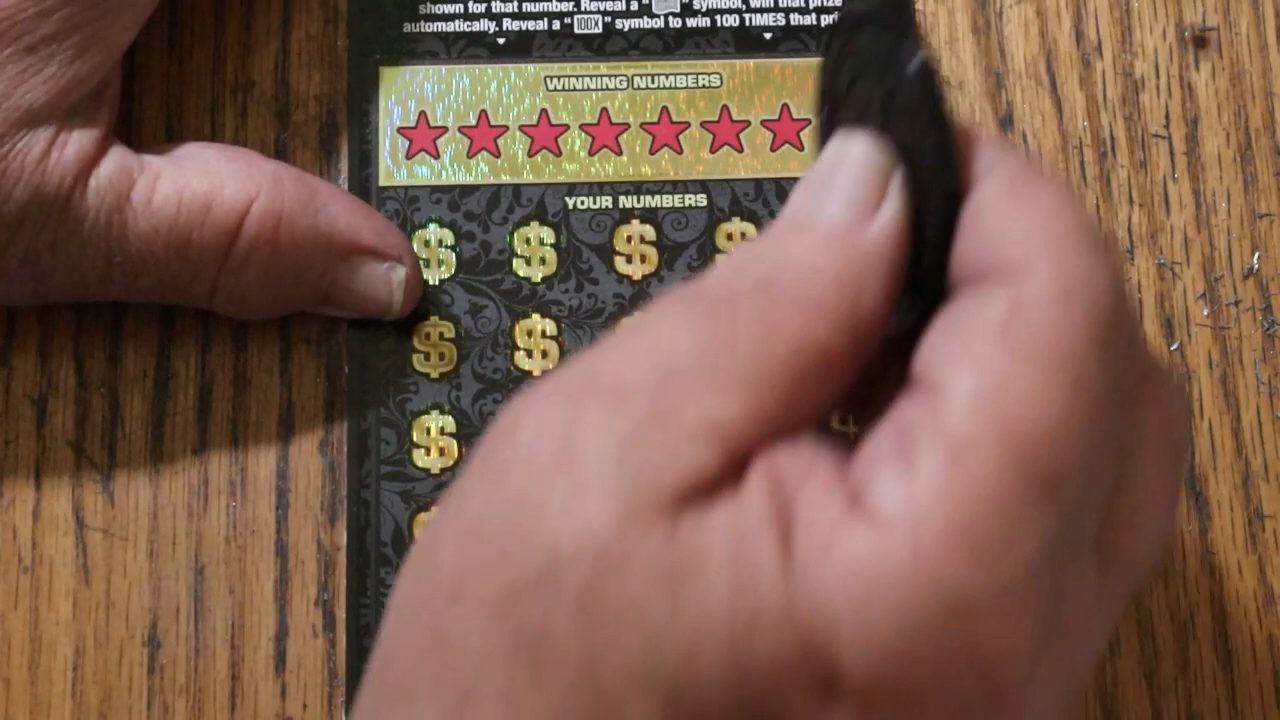 shown for that number. Reveal a " " symbol, win that prize
automatically. Reveal a " 100X " symbol to win 100 TIMES that
WINNING NUMBERS
YOUR NUMBERS
$ $ $ $
$ $
$